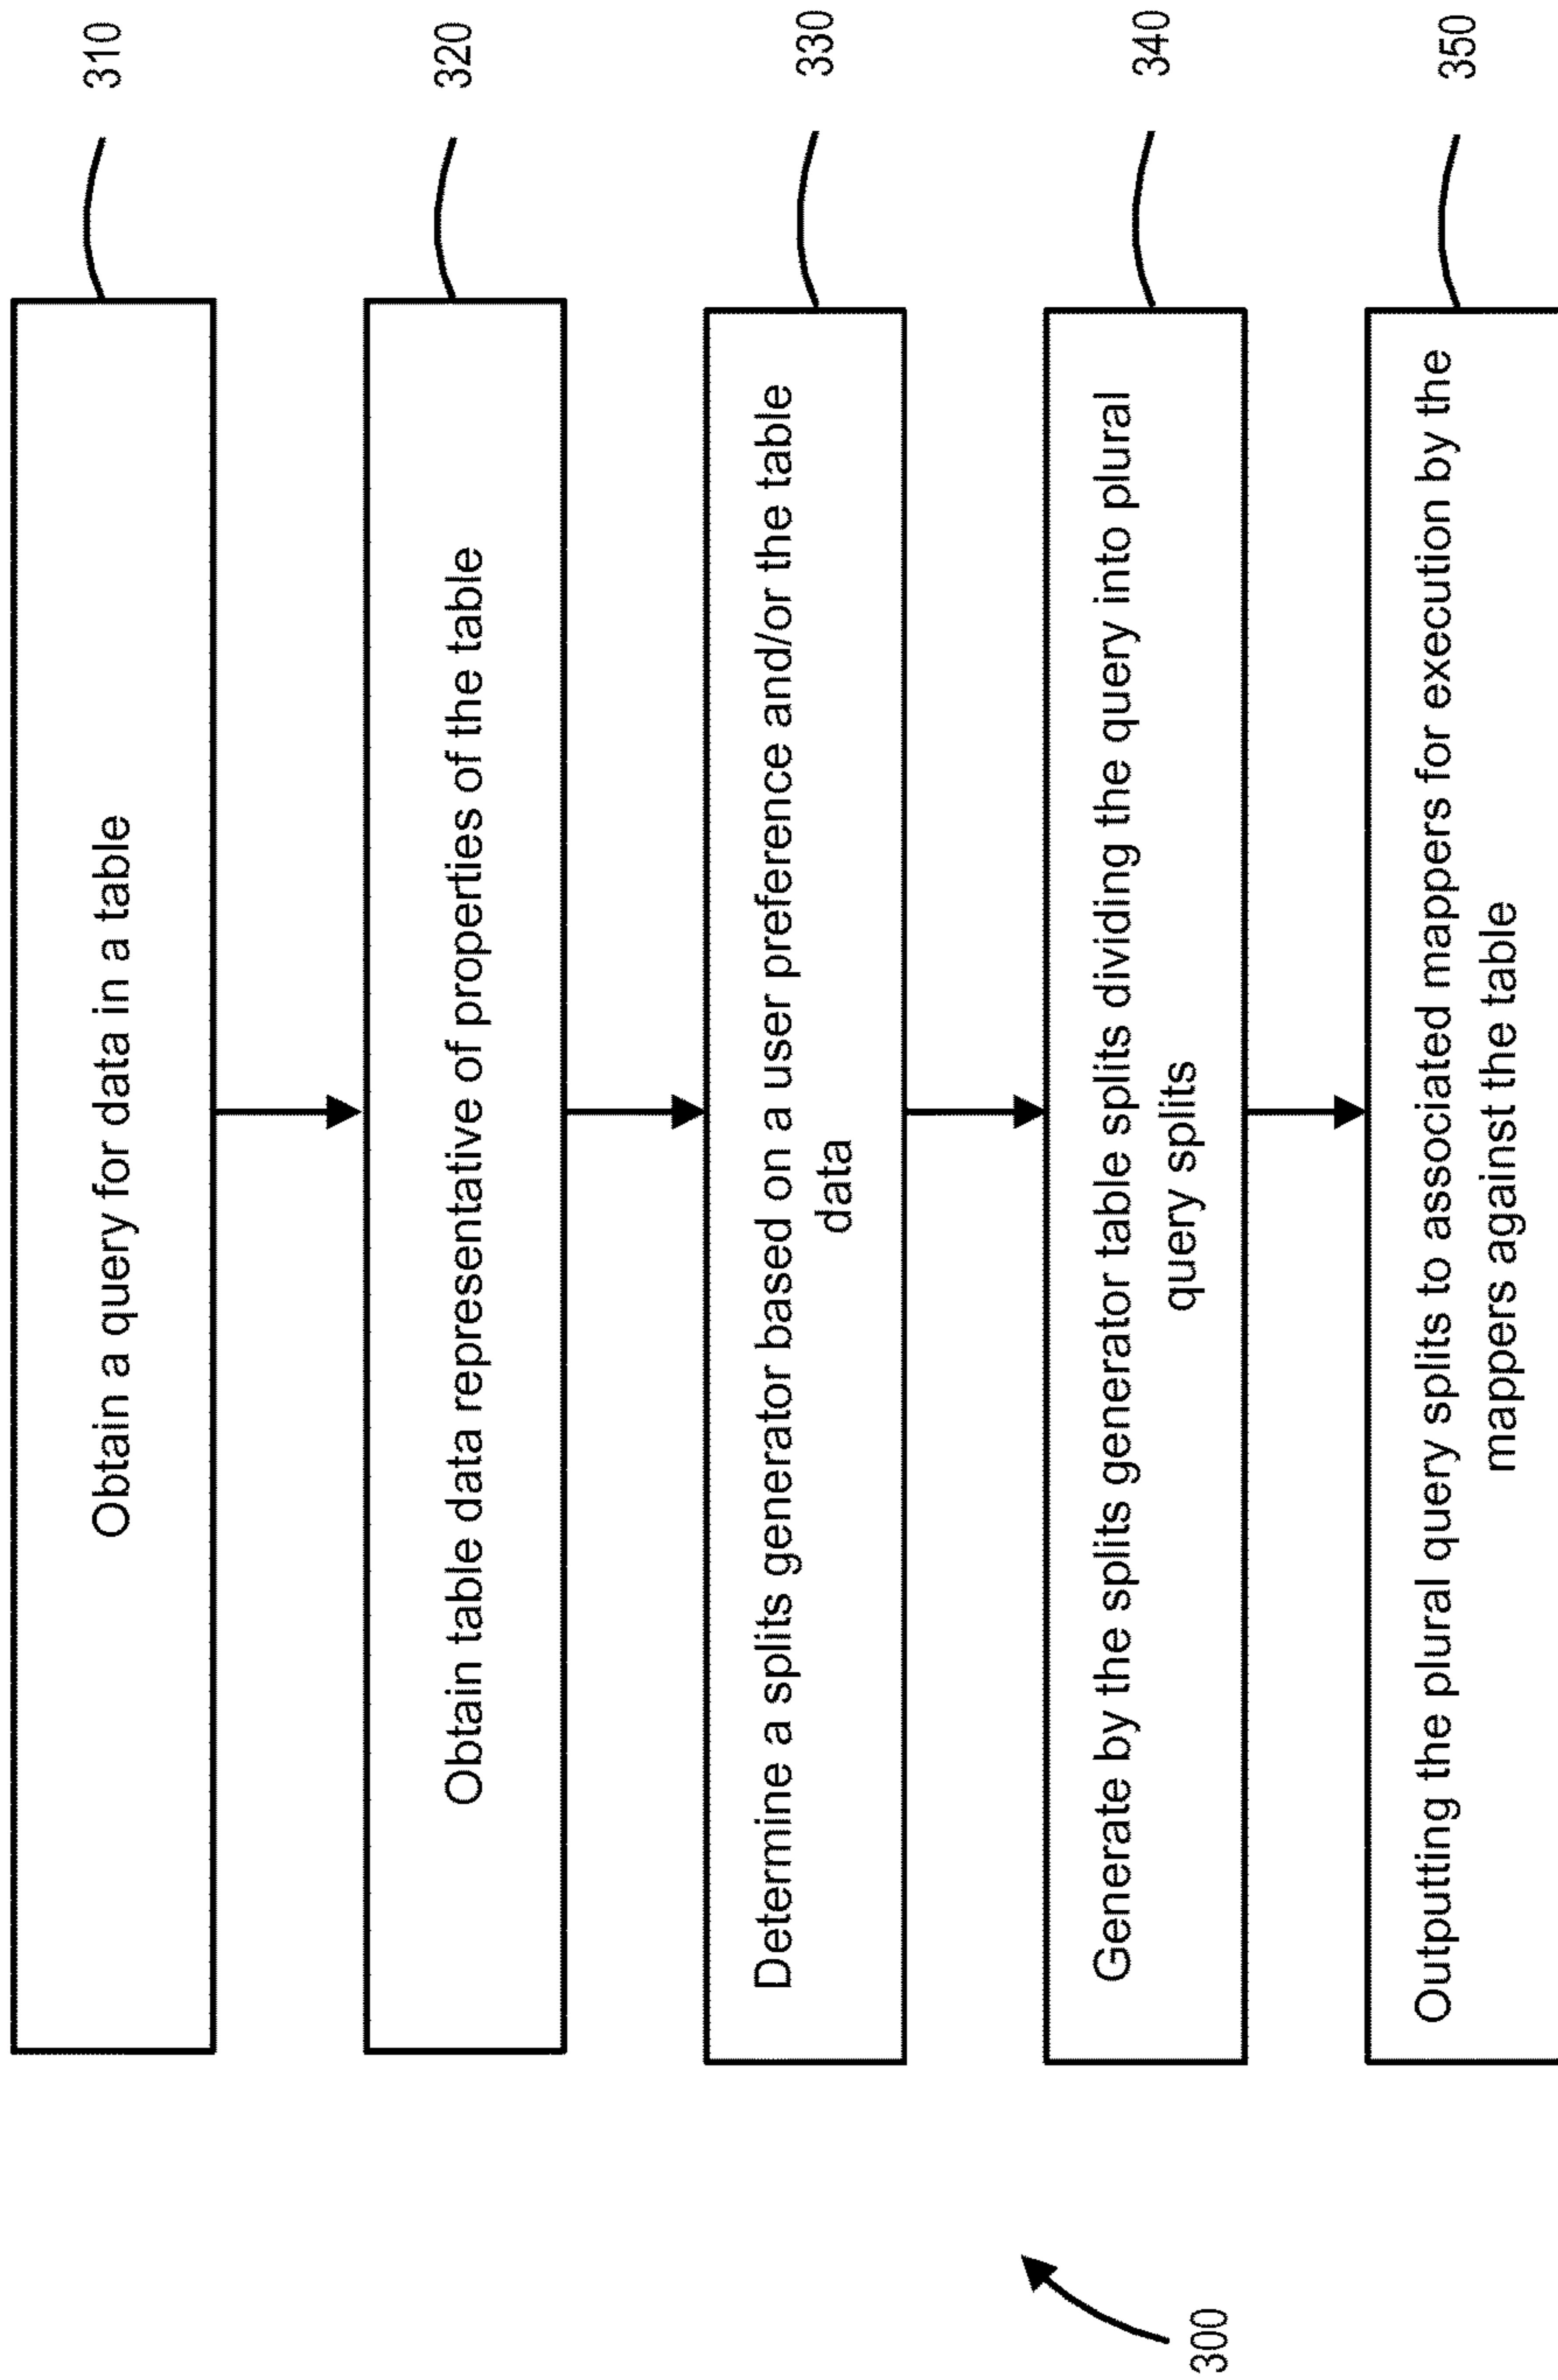 Obtain a query for data in a table
310
Obtain table data representative of properties of the table
320
Determine a splits generator based on a user preference and/or the table
data
330
Generate by the splits generator table splits dividing the query into plural
query splits
340
Outputting the plural query splits to associated mappers for execution by the
mappers against the table
350
300